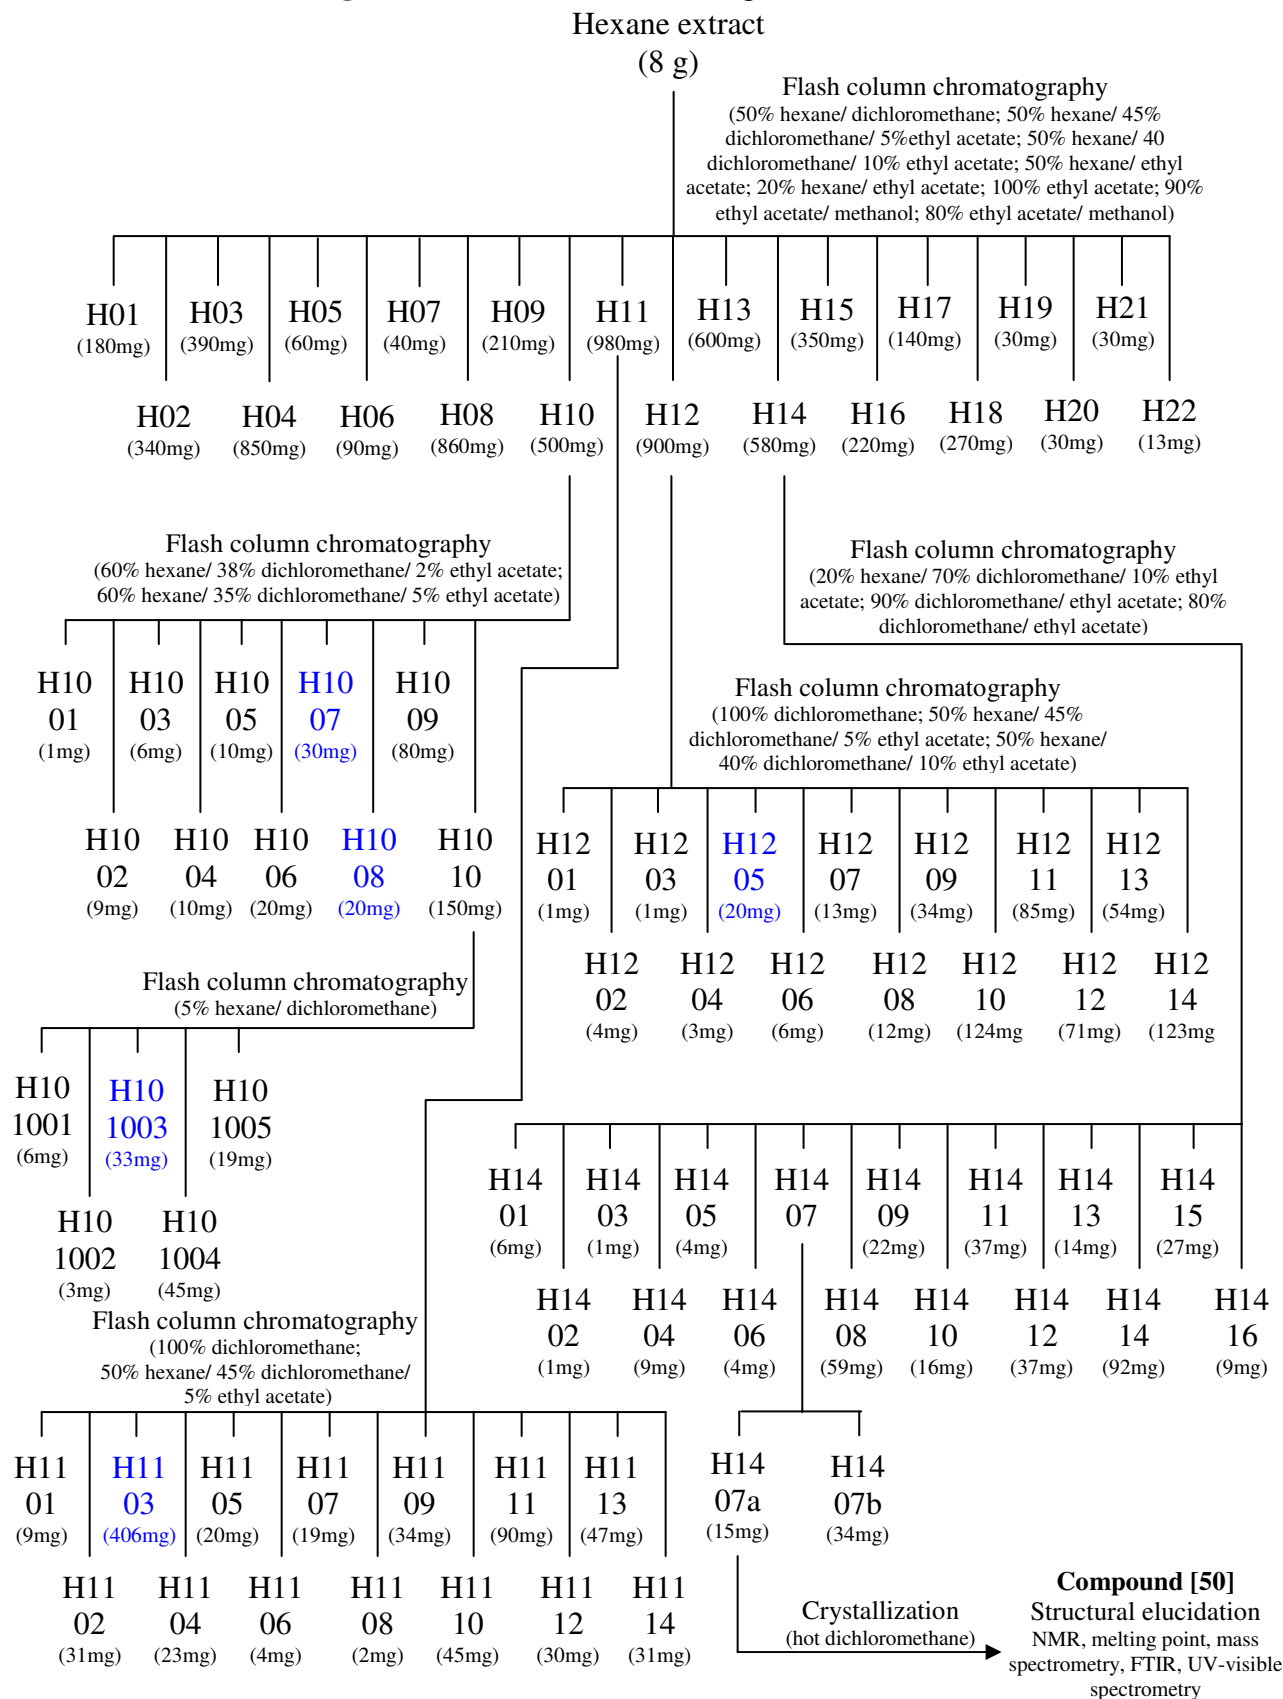 Hexane extract
(8 g)
Flash column chromatography
(50% hexane/ dichloromethane; 50% hexane/ 45%
dichloromethane/ 5%ethyl acetate; 50% hexane/ 40
dichloromethane/ 10% ethyl acetate; 50% hexane/ ethyl
acetate; 20% hexane/ ethyl acetate; 100% ethyl acetate; 90%
ethyl acetate/ methanol; 80% ethyl acetate/ methanol)
H01 H03 H05 H07 H09 H11 H13 H15 H17 H19 H21
(180mg) (390mg) (60mg) (40mg) (210mg) (980mg) (600mg) (350mg) (140mg) (30mg) (30mg)
H02 H04 H06 H08 H10 H12 H14 H16 H18 H20 H22
(340mg) (850mg) (90mg) (860mg) (500mg) (900mg) (580mg) (220mg) (270mg) (30mg) (13mg)
Flash column chromatography
(60% hexane/ 38% dichloromethane/ 2% ethyl acetate;
60% hexane/ 35% dichloromethane/ 5% ethyl acetate)
Flash column chromatography
(20% hexane/ 70% dichloromethane/ 10% ethyl
acetate; 90% dichloromethane/ ethyl acetate; 80%
dichloromethane/ ethyl acetate)
H10 H10 H10 H10 H10
01 03 05 07 09
(1mg) (6mg) (10mg) (30mg) (80mg)
H10 H10 H10 H10 H10
02 04 06 08 10
(9mg) (10mg) (20mg) (20mg) (150mg)
Flash column chromatography
(100% dichloromethane; 50% hexane/ 45%
dichloromethane/ 5% ethyl acetate; 50% hexane/
40% dichloromethane/ 10% ethyl acetate)
H12 H12 H12 H12 H12 H12 H12
01 03 05 07 09 11 13
(1mg) (1mg) (20mg) (13mg) (34mg) (85mg) (54mg)
H12 H12 H12 H12 H12 H12 H12
02 04 06 08 10 12 14
(4mg) (3mg) (6mg) (12mg) (124mg (71mg) (123mg
Flash column chromatography
(5% hexane/ dichloromethane)
H10 H10 H10
1001 1003 1005
(6mg) (33mg) (19mg)
H10 H10
1002 1004
(3mg) (45mg)
H14 H14 H14 H14 H14 H14 H14 H14
01 03 05 07 09 11 13 15
(6mg) (1mg) (4mg) (22mg) (37mg) (14mg) (27mg)
H14 H14 H14 H14 H14 H14 H14 H14
02 04 06 08 10 12 14 16
(1mg) (9mg) (4mg) (59mg) (16mg) (37mg) (92mg) (9mg)
Flash column chromatography
(100% dichloromethane;
50% hexane/ 45% dichloromethane/
5% ethyl acetate)
H11 H11 H11 H11 H11 H11 H11
01 03 05 07 09 11 13
(9mg) (406mg) (20mg) (19mg) (34mg) (90mg) (47mg)
H11 H11 H11 H11 H11 H11 H11
02 04 06 08 10 12 14
(31mg) (23mg) (4mg) (2mg) (45mg) (30mg) (31mg)
H14 H14
07a 07b
(15mg) (34mg)
Crystallization
(hot dichloromethane)
Compound [50]
Structural elucidation
NMR, melting point, mass
spectrometry, FTIR, UV-visible
spectrometry